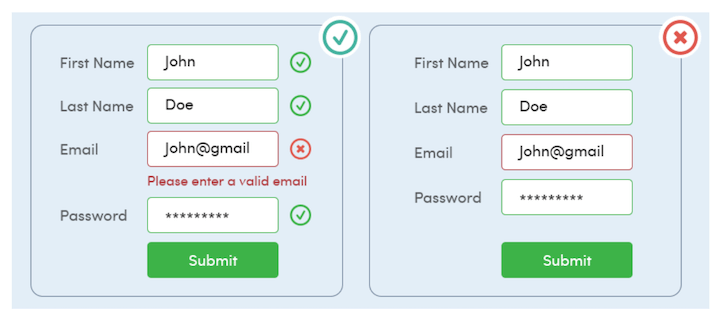 First Name John
Last Name Doe
Email John@gmail
Please enter a valid email
Password *********
Submit
First Name John
Last Name Doe
Email John@gmail
Password *********
Submit